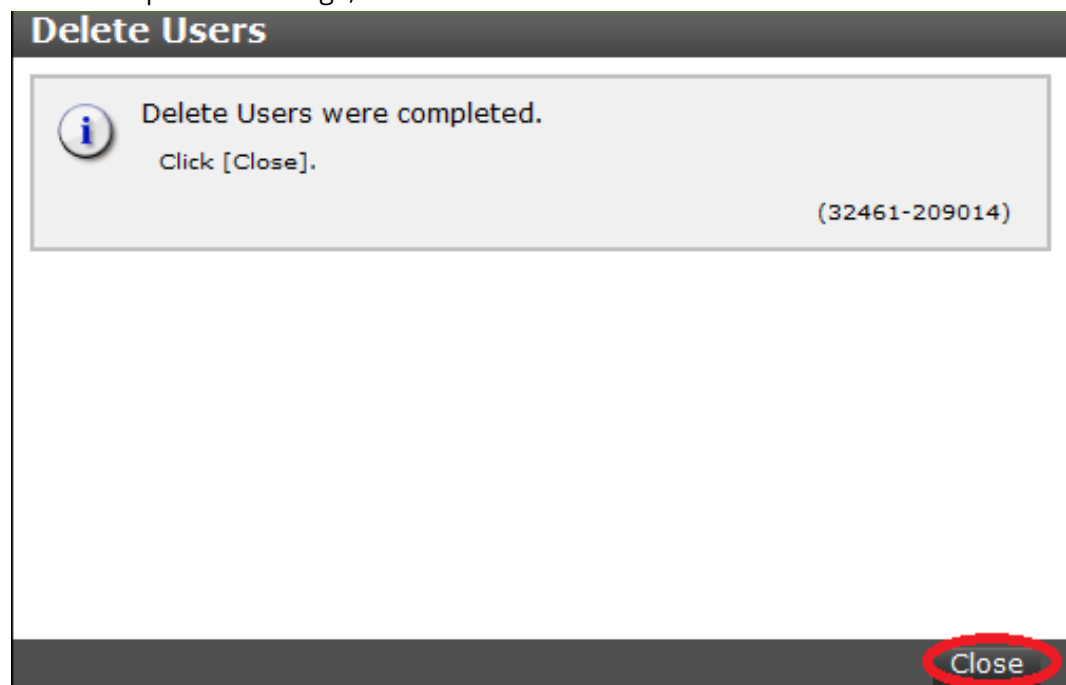 Delete Users
Delete Users were completed.
Click [Close].
(32461-209014)
Close